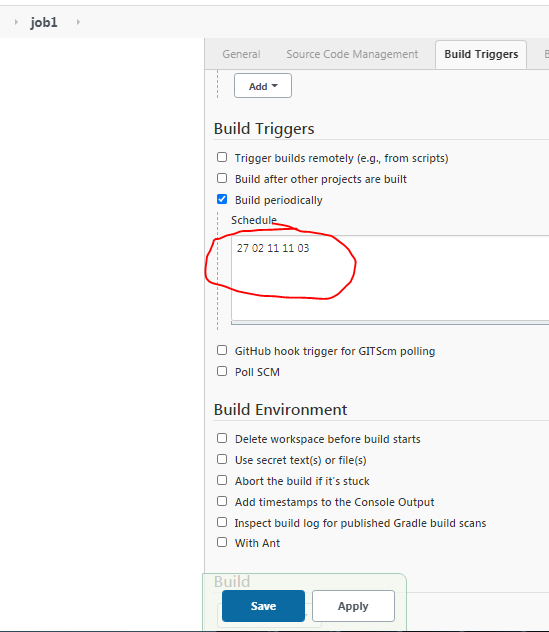 job1
General Source Code Management Build Triggers B
Add
Build Triggers
Trigger builds remotely (e.g., from scripts)
Build after other projects are built
Build periodically
Schedule
27 02 11 11 03
GitHub hook trigger for GITScm polling
Poll SCM
Build Environment
Delete workspace before build starts
Use secret text(s) or file(s)
Abort the build if it's stuck
Add timestamps to the Console Output
Inspect build log for published Gradle build scans
With Ant
Build
Save Apply